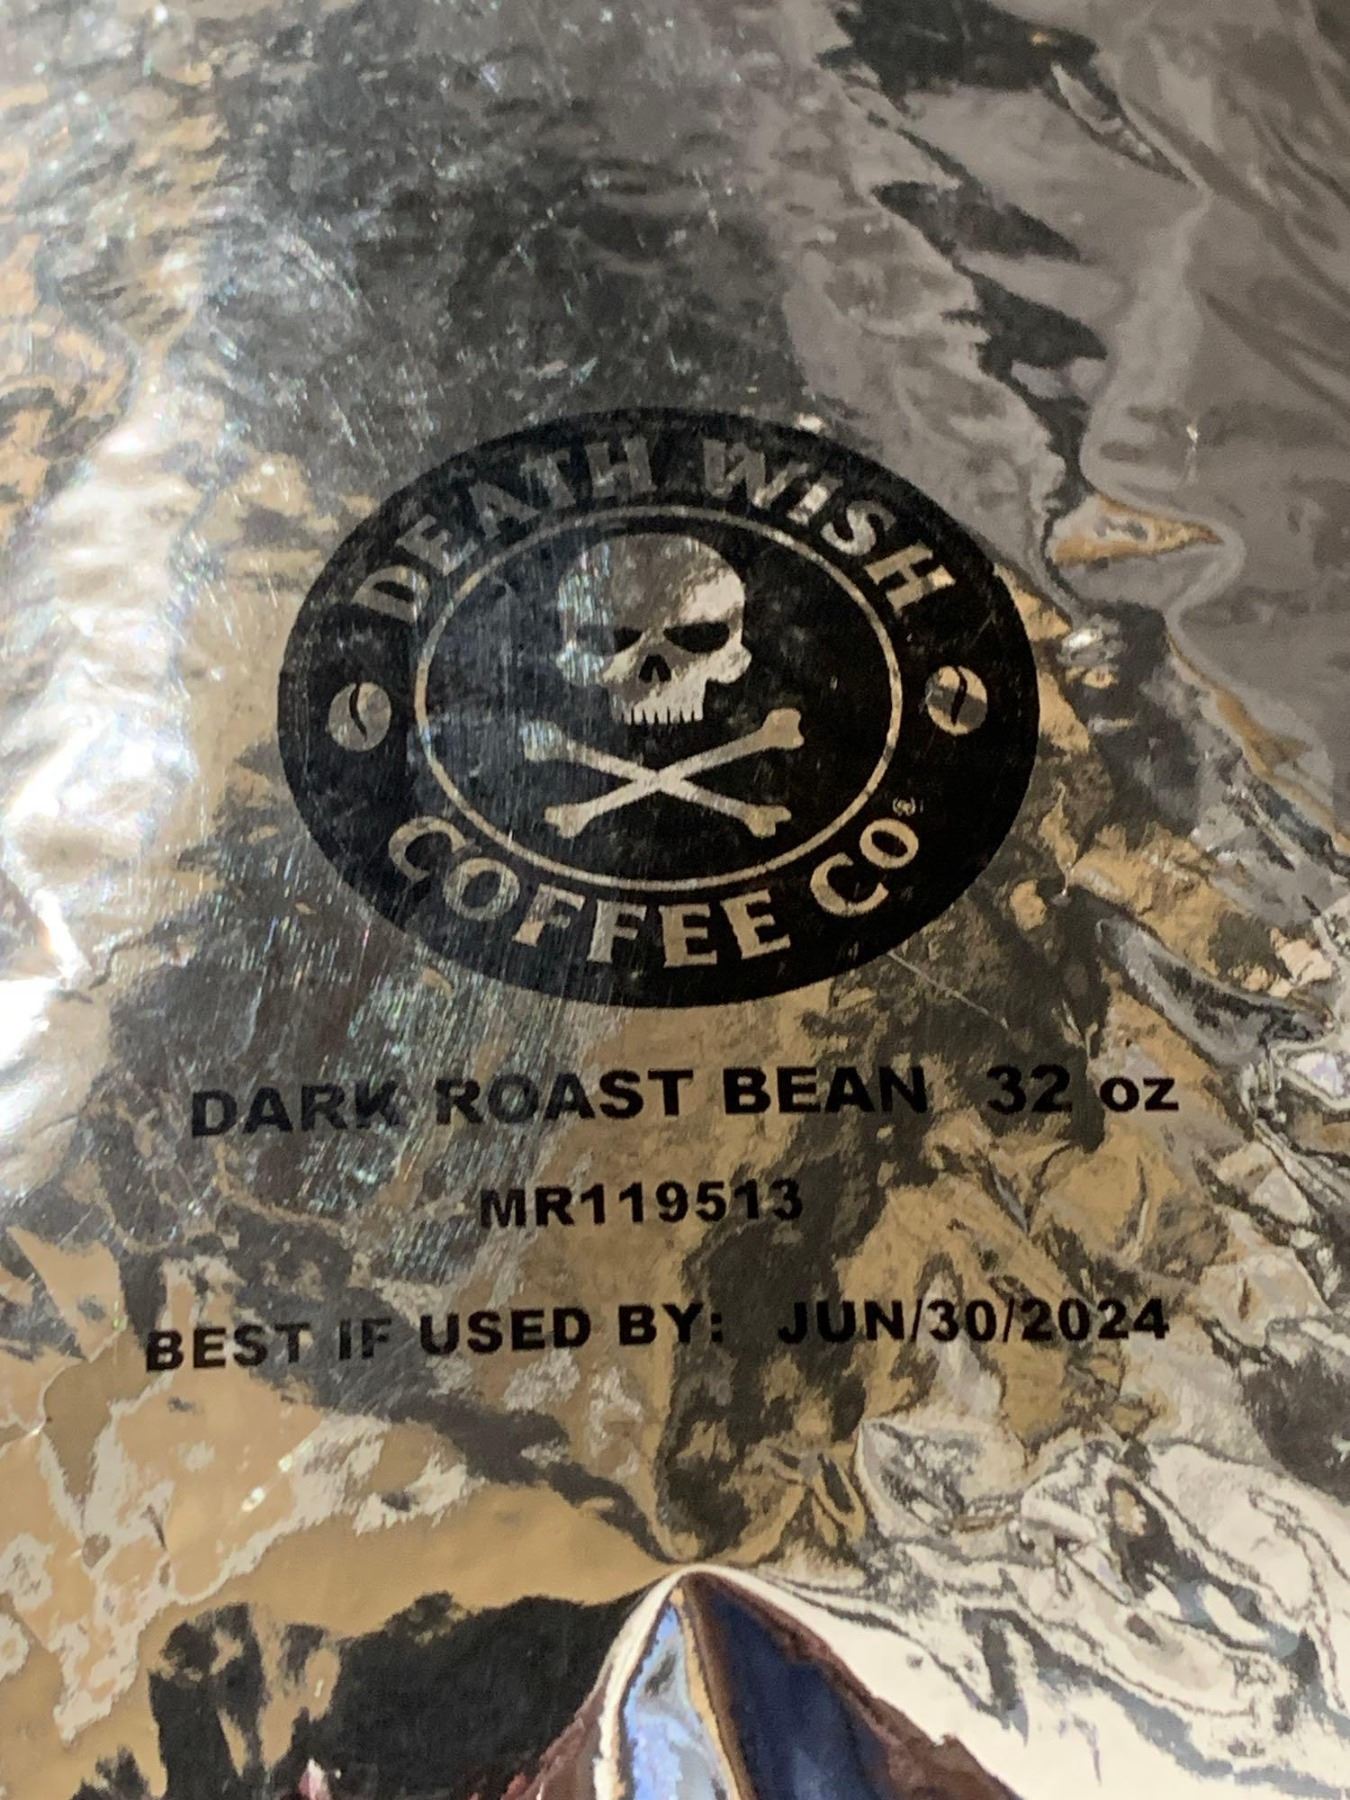 DEATH WISH
COFFEE CO®
DARK ROAST BEAN 32 oz
MR119513
BEST IF USED BY: JUN/30/2024